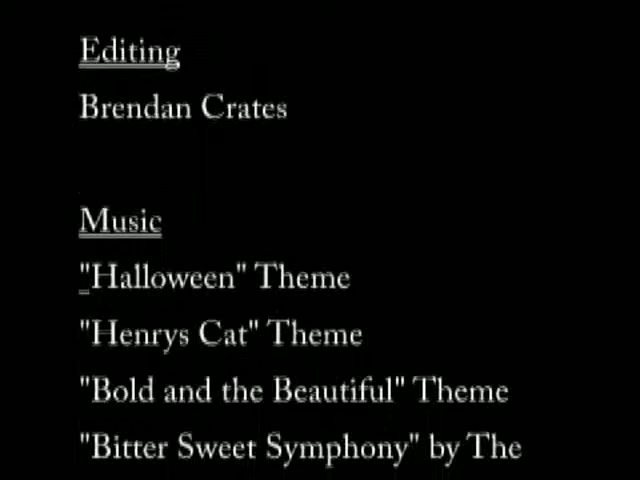 Editing
Brendan Crates
Music
"Halloween" Theme
"Henrys Cat" Theme
"Bold and the Beautiful" Theme
"Bitter Sweet Symphony" by The